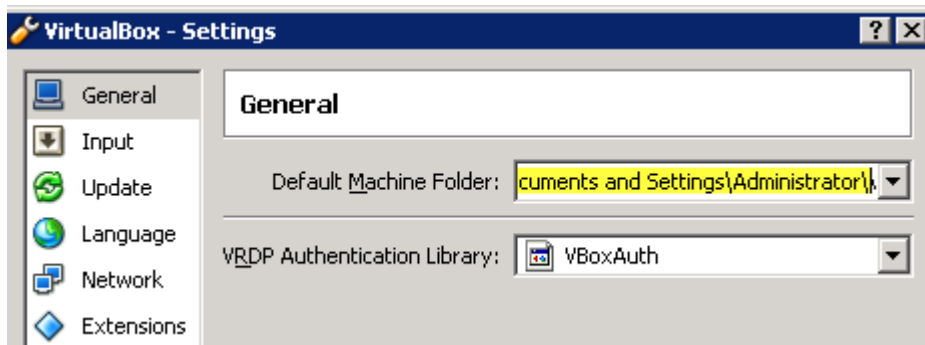 VirtualBox - Settings
General
Input
Update
Language
Network
Extensions
General
Default Machine Folder: cuments and Settings\Administrator\
VRDP Authentication Library: VBoxAuth